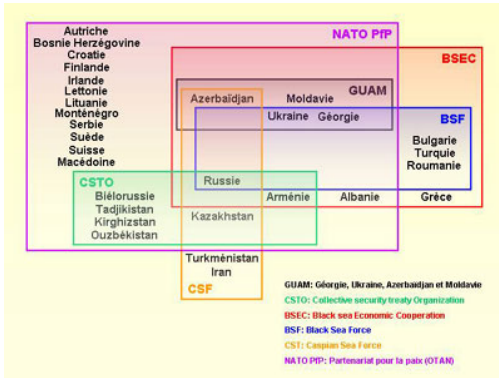 Autriche
Bosnie Herzégovine
Croatie
Finlande
Irlande
Lettonie
Lituanie
Monténégro
Serbie
Suède
Suisse
Macédoine
NATO PfP
BSEC
GUAM
Azerbaïdjan
Moldavie
Ukraine
Géorgie
BSF
Bulgarie
Turquie
Roumanie
CSTO
Russie
Biélorussie
Tadjikistan
Kirghizstan
Ouzbékistan
Kazakhstan
Arménie
Albanie
Grèce
Turkménistan
Iran
CSF
GUAM: Géorgie, Ukraine, Azerbaidjan et Moldavie
CSTO: Collective security treaty Organization
BSEC: Black sea Economic Cooperation
BSF: Black Sea Force
CST: Caspian Sea Force
NATO PfP: Partenariat pour la paix (OTAN)